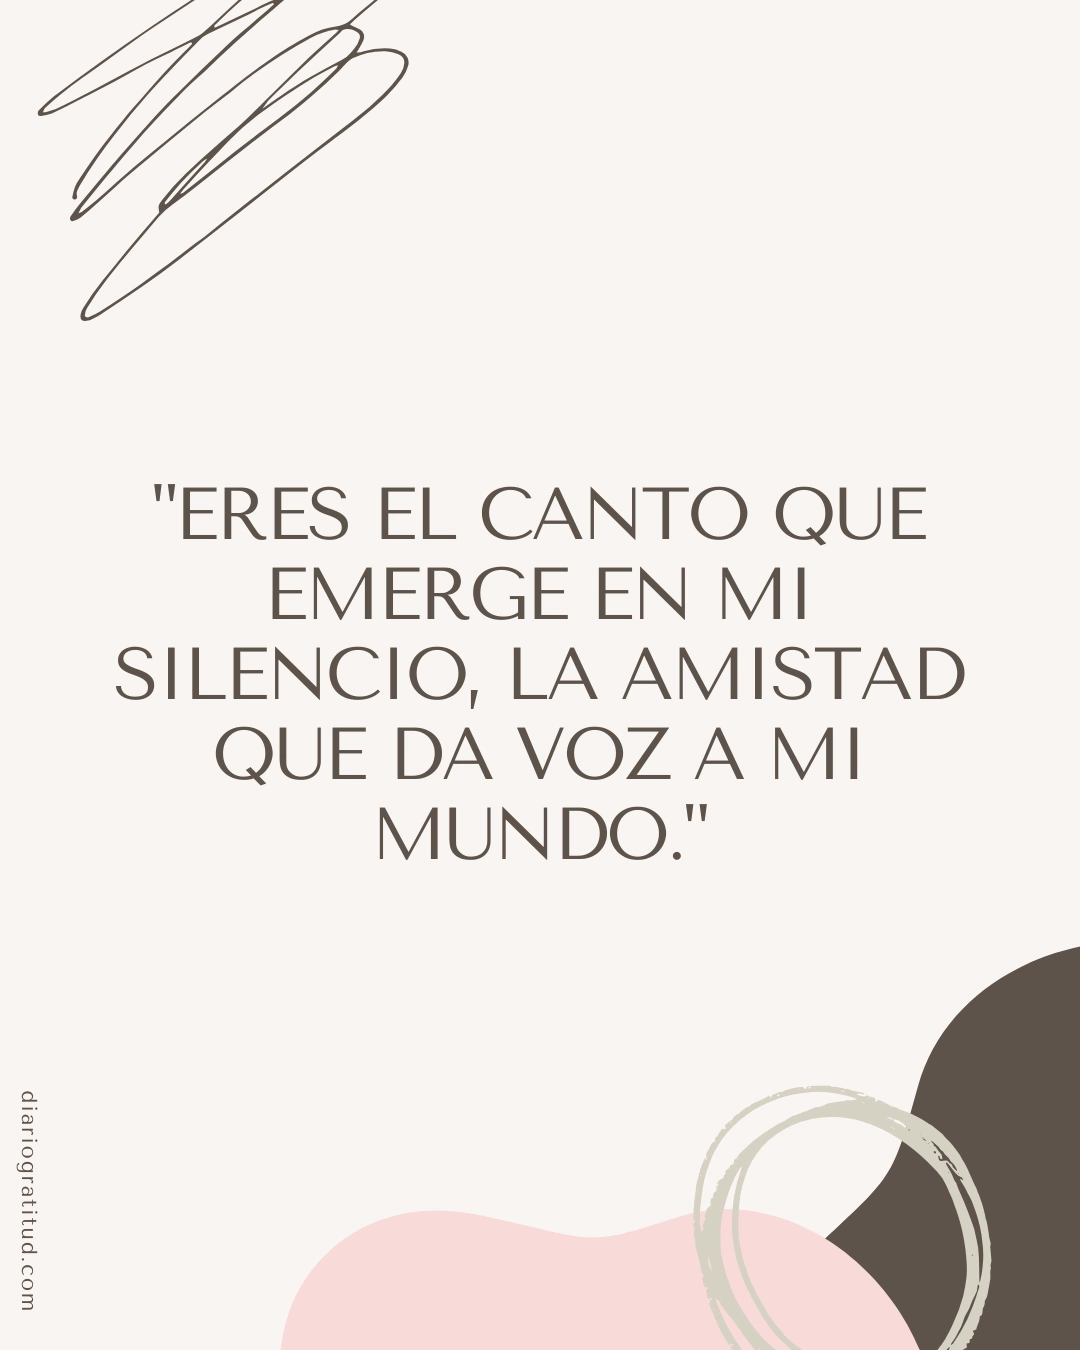 "ERES EL CANTO QUE
EMERGE EN MI
SILENCIO, LA AMISTAD
QUE DA VOZ A MI
MUNDO."
diariogratitud.com